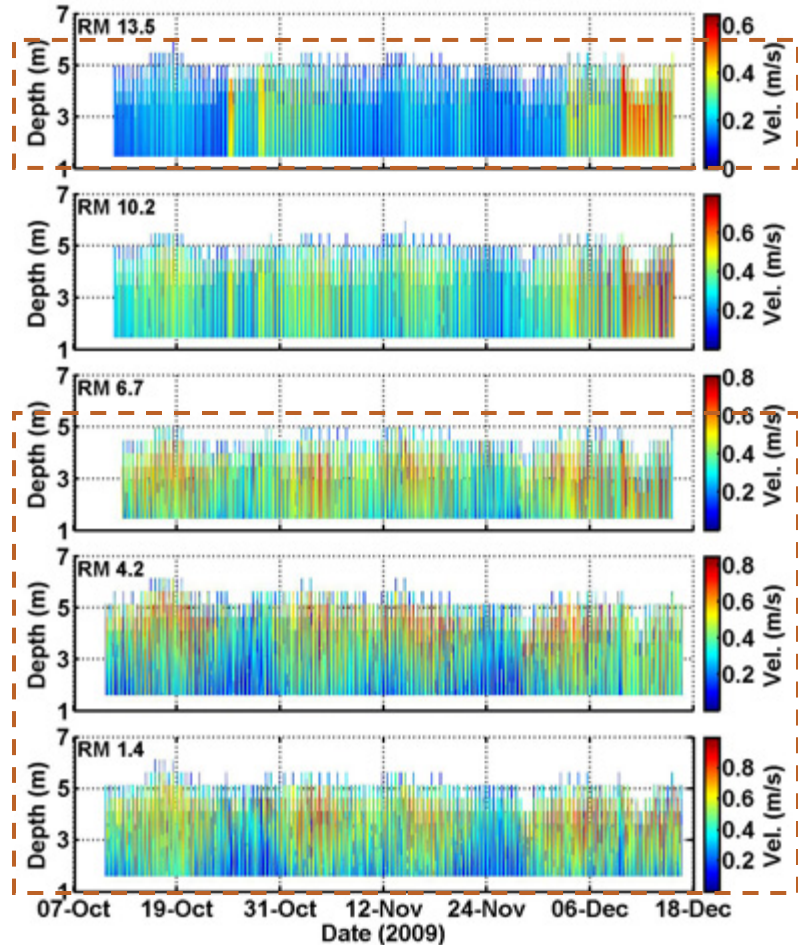 RM 13.5
7
5
3
1
Depth (m)
0.6
0.4
0.2
0
Vel. (m/s)
RM 10.2
7
5
3
1
Depth (m)
0.6
0.4
0.2
Vel. (m/s)
RM 6.7
7
5
3
1
Depth (m)
0.8
0.6
0.4
0.2
Vel. (m/s)
RM 4.2
7
5
3
1
Depth (m)
0.8
0.6
0.4
0.2
Vel. (m/s)
RM 1.4
7
5
3
1
Depth (m)
0.8
0.6
0.4
0.2
Vel. (m/s)
07-Oct 19-Oct 31-Oct 12-Nov 24-Nov 06-Dec 18-Dec
Date (2009)